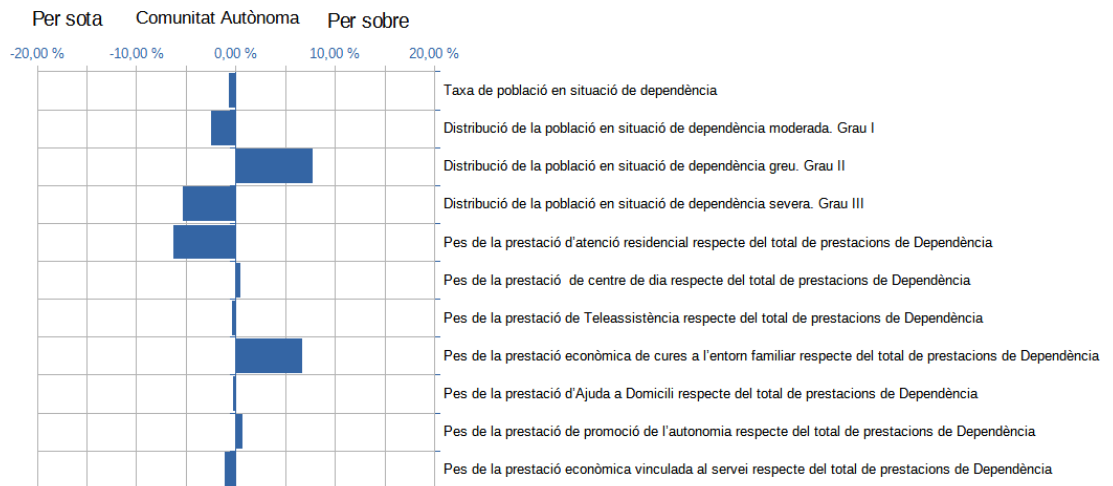 Per sota Comunitat Autònoma Per sobre
-20,00 % -10,00 % 0,00 % 10,00 % 20,00 %
Taxa de població en situació de dependència
Distribució de la població en situació de dependència moderada. Grau I
Distribució de la població en situació de dependència greu. Grau II
Distribució de la població en situació de dependència severa. Grau III
Pes de la prestació d’atenció residencial respecte del total de prestacions de Dependència
Pes de la prestació  de centre de dia respecte del total de prestacions de Dependència
Pes de la prestació de Teleassistència respecte del total de prestacions de Dependència
Pes de la prestació econòmica de cures a l’entorn familiar respecte del total de prestacions de Dependència
Pes de la prestació d’Ajuda a Domicili respecte del total de prestacions de Dependència
Pes de la prestació de promoció de l’autonomia respecte del total de prestacions de Dependència
Pes de la prestació econòmica vinculada al servei respecte del total de prestacions de Dependència